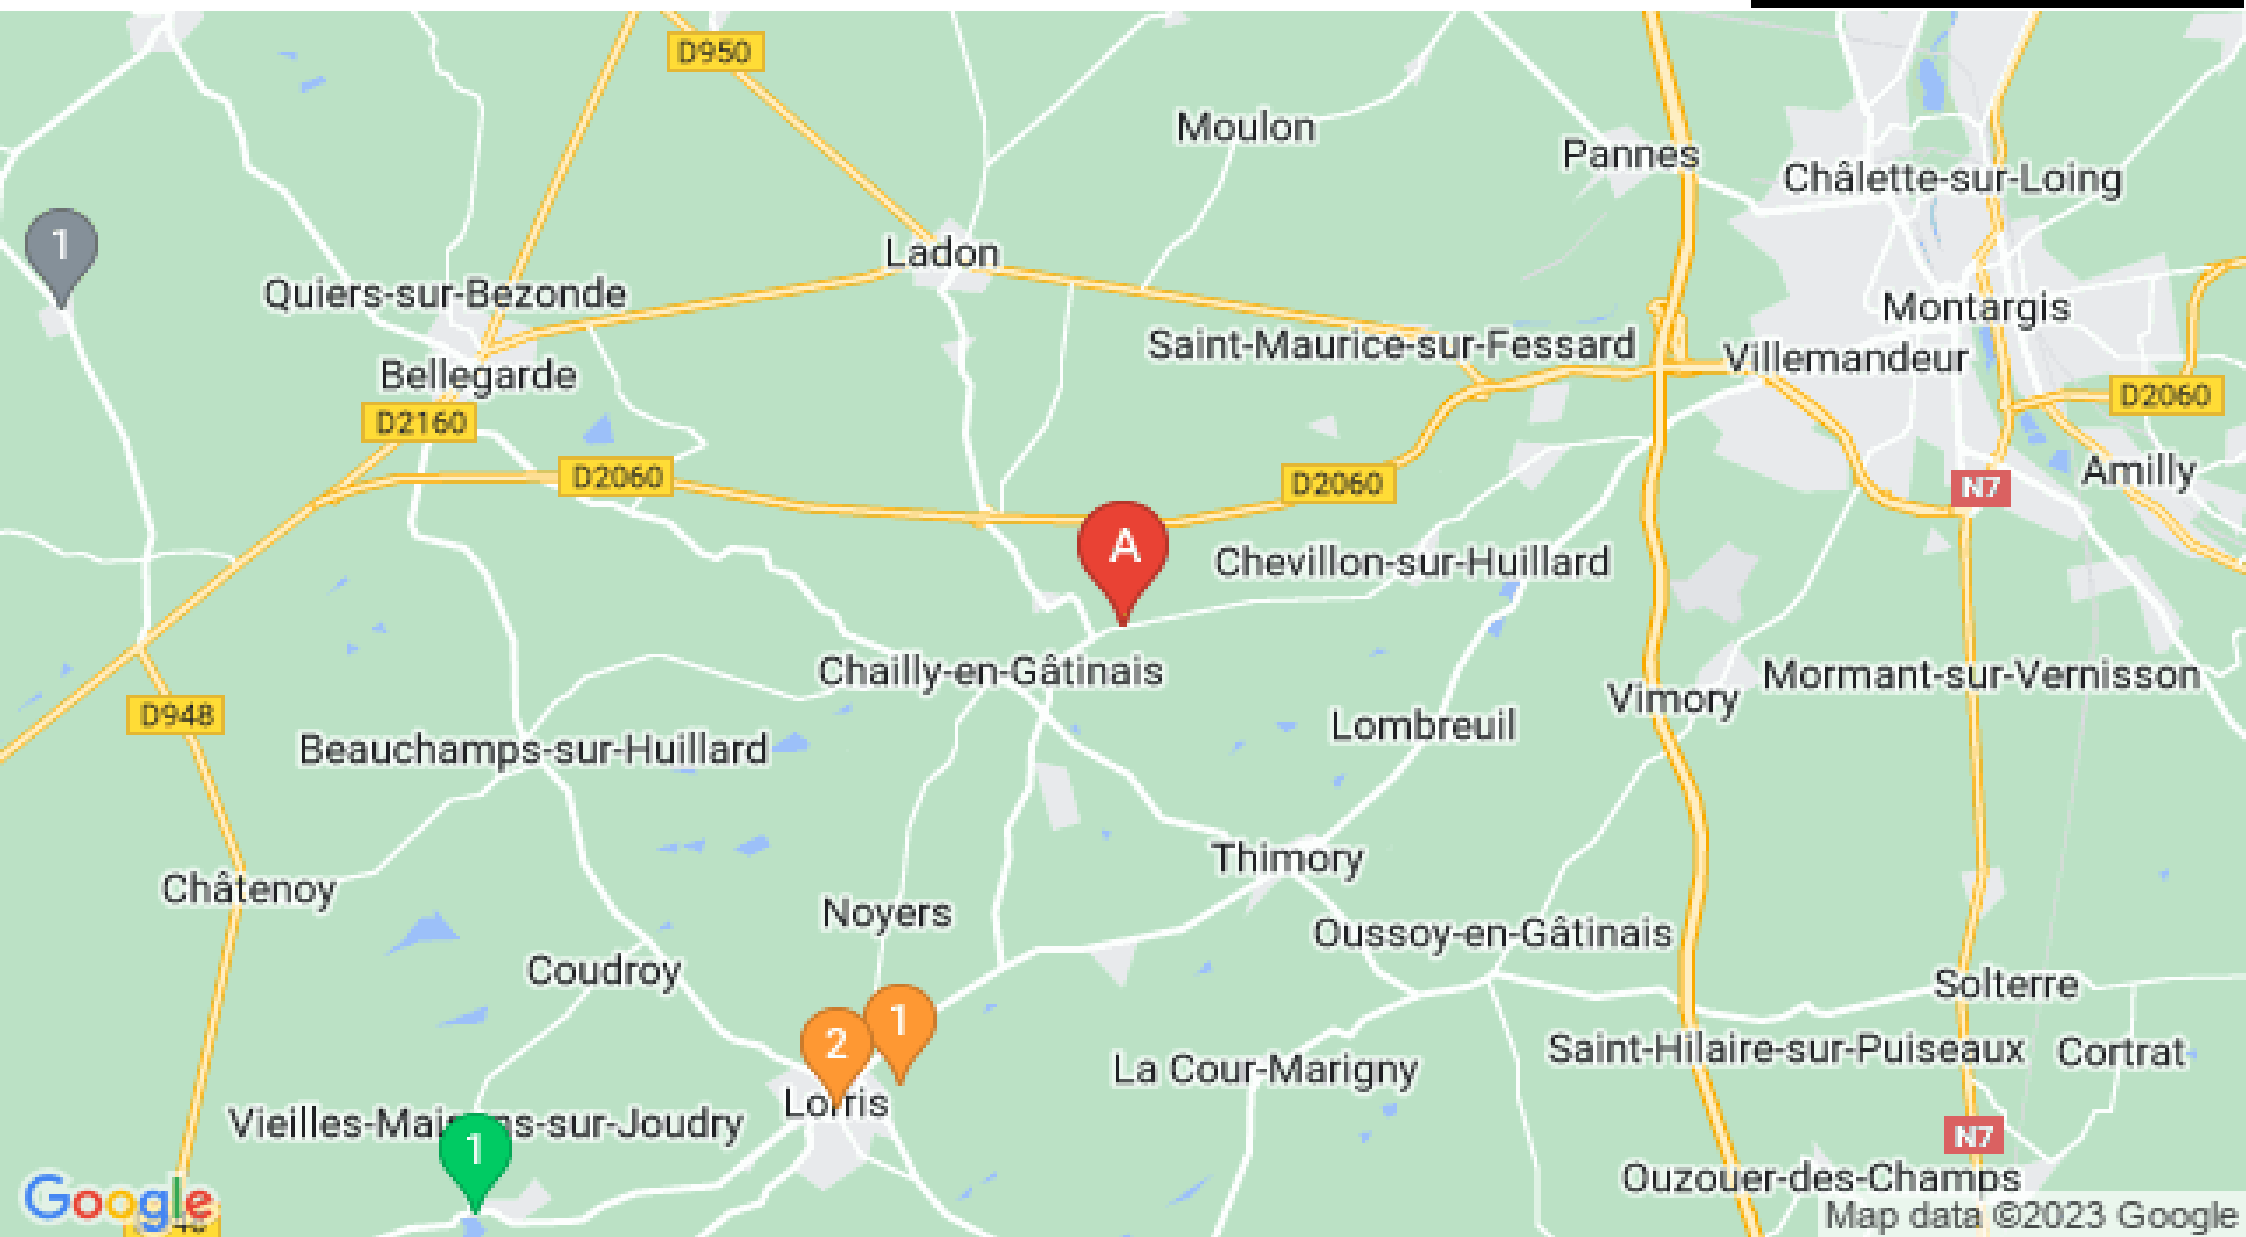 D950
Moulon
Pannes
Châlette-sur-Loing
1
Ladon
Quiers-sur-Bezonde
Montargis
Saint-Maurice-sur-Fessard
Villemandeur
Bellegarde
D2060
D2160
D2060
D2060
Amilly
N7
A
Chevillon-sur-Huillard
Chailly-en-Gâtinais
Mormant-sur-Vernisson
Vimory
D948
Lombreuil
Beauchamps-sur-Huillard
Thimory
Châtenoy
Noyers
Oussoy-en-Gâtinais
Coudroy
Solterre
1
2
Saint-Hilaire-sur-Puiseaux
Cortrat
La Cour-Marigny
Lorris
Vieilles-Maisons-sur-Joudry
N7
1
Ouzouer-des-Champs
Google
Map data ©2023 Google